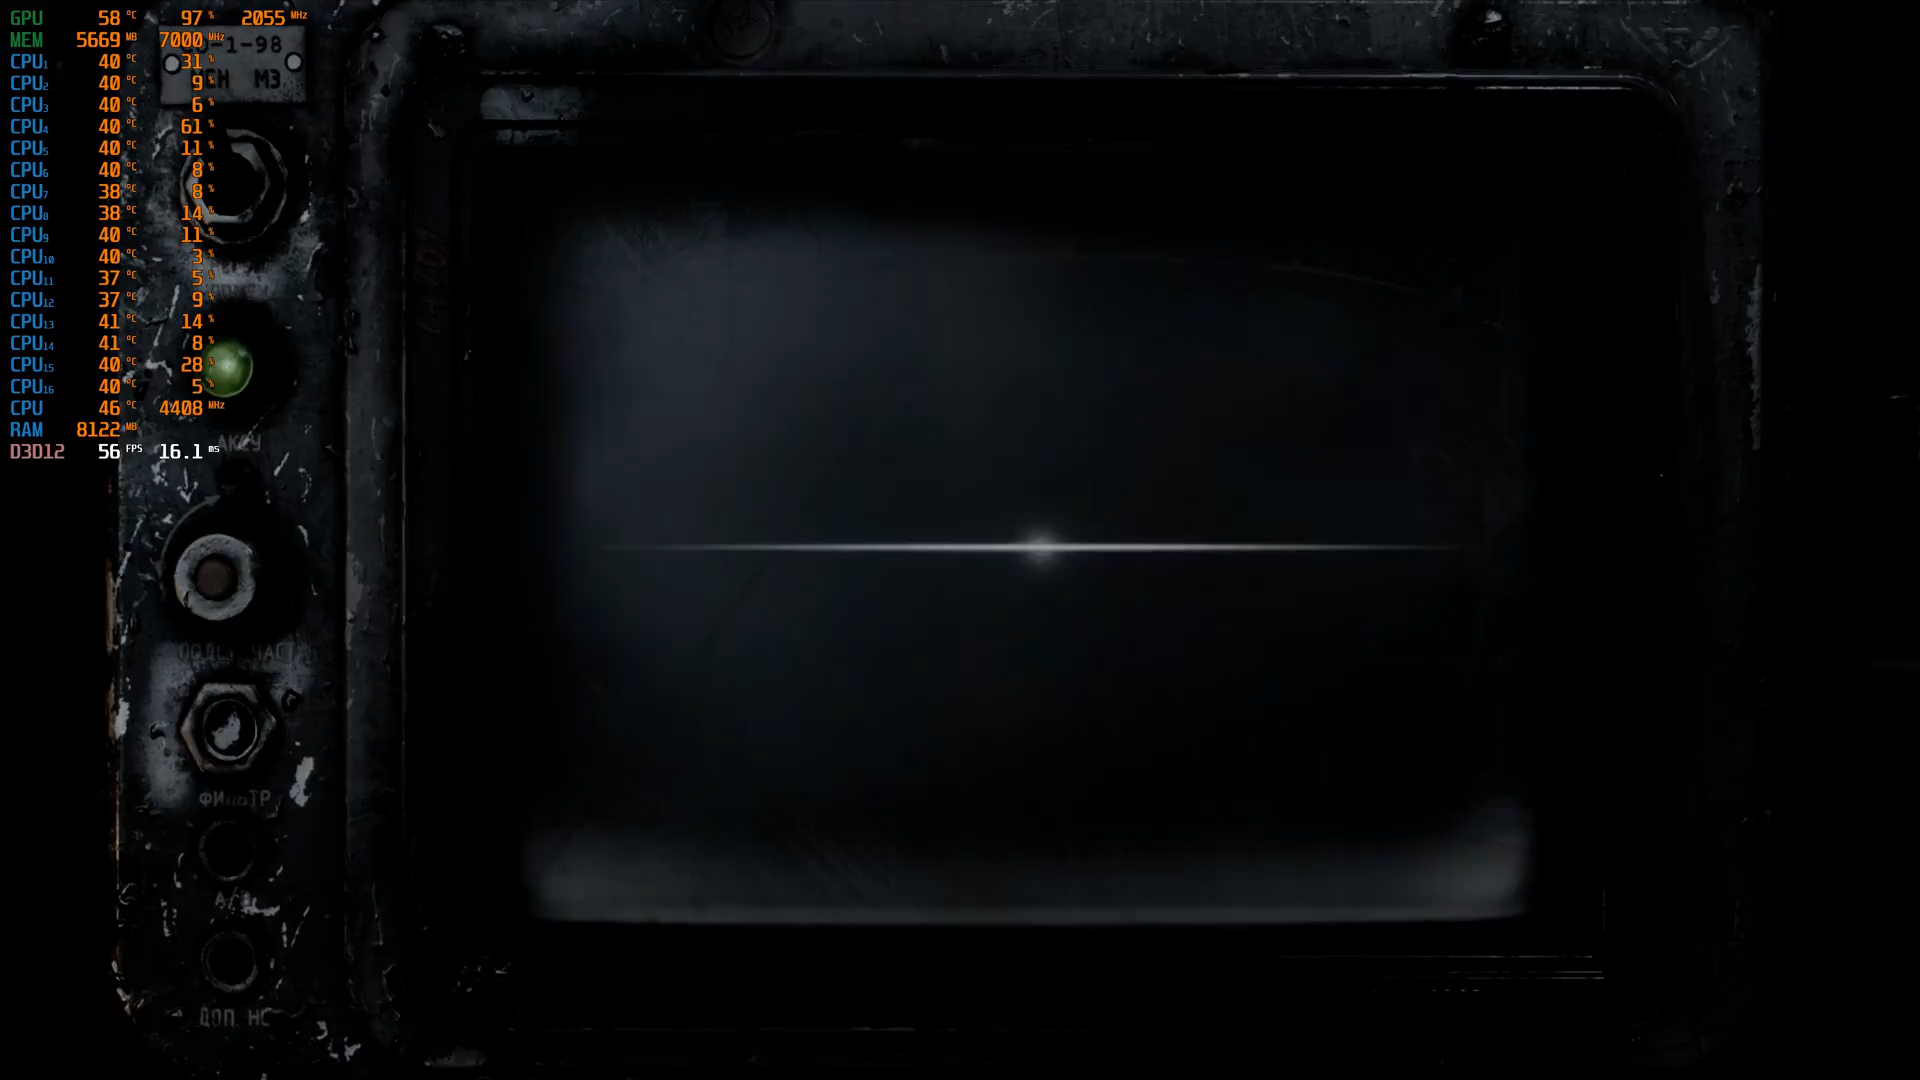 GPU 58 °C 97 % 2055 MHz
MEM 5669 MB 7000 MHz
CPU1 40 °C 31 %
CPU2 40 °C 9 %
CPU3 40 °C 6 %
CPU4 40 °C 61 %
CPU5 40 °C 11 %
CPU6 40 °C 8 %
CPU7 38 °C 8 %
CPU8 38 °C 14 %
CPU9 40 °C 11 %
CPU10 40 °C 3 %
CPU11 37 °C 5 %
CPU12 37 °C 9 %
CPU13 41 °C 14 %
CPU14 41 °C 8 %
CPU15 40 °C 28 %
CPU16 40 °C 5 %
CPU 46 °C 4408 MHz
RAM 8122 MB
D3D12 56 FPS 16.1 ms
-1-98
МЗ
ФИЛЬТР
ДОП. НС